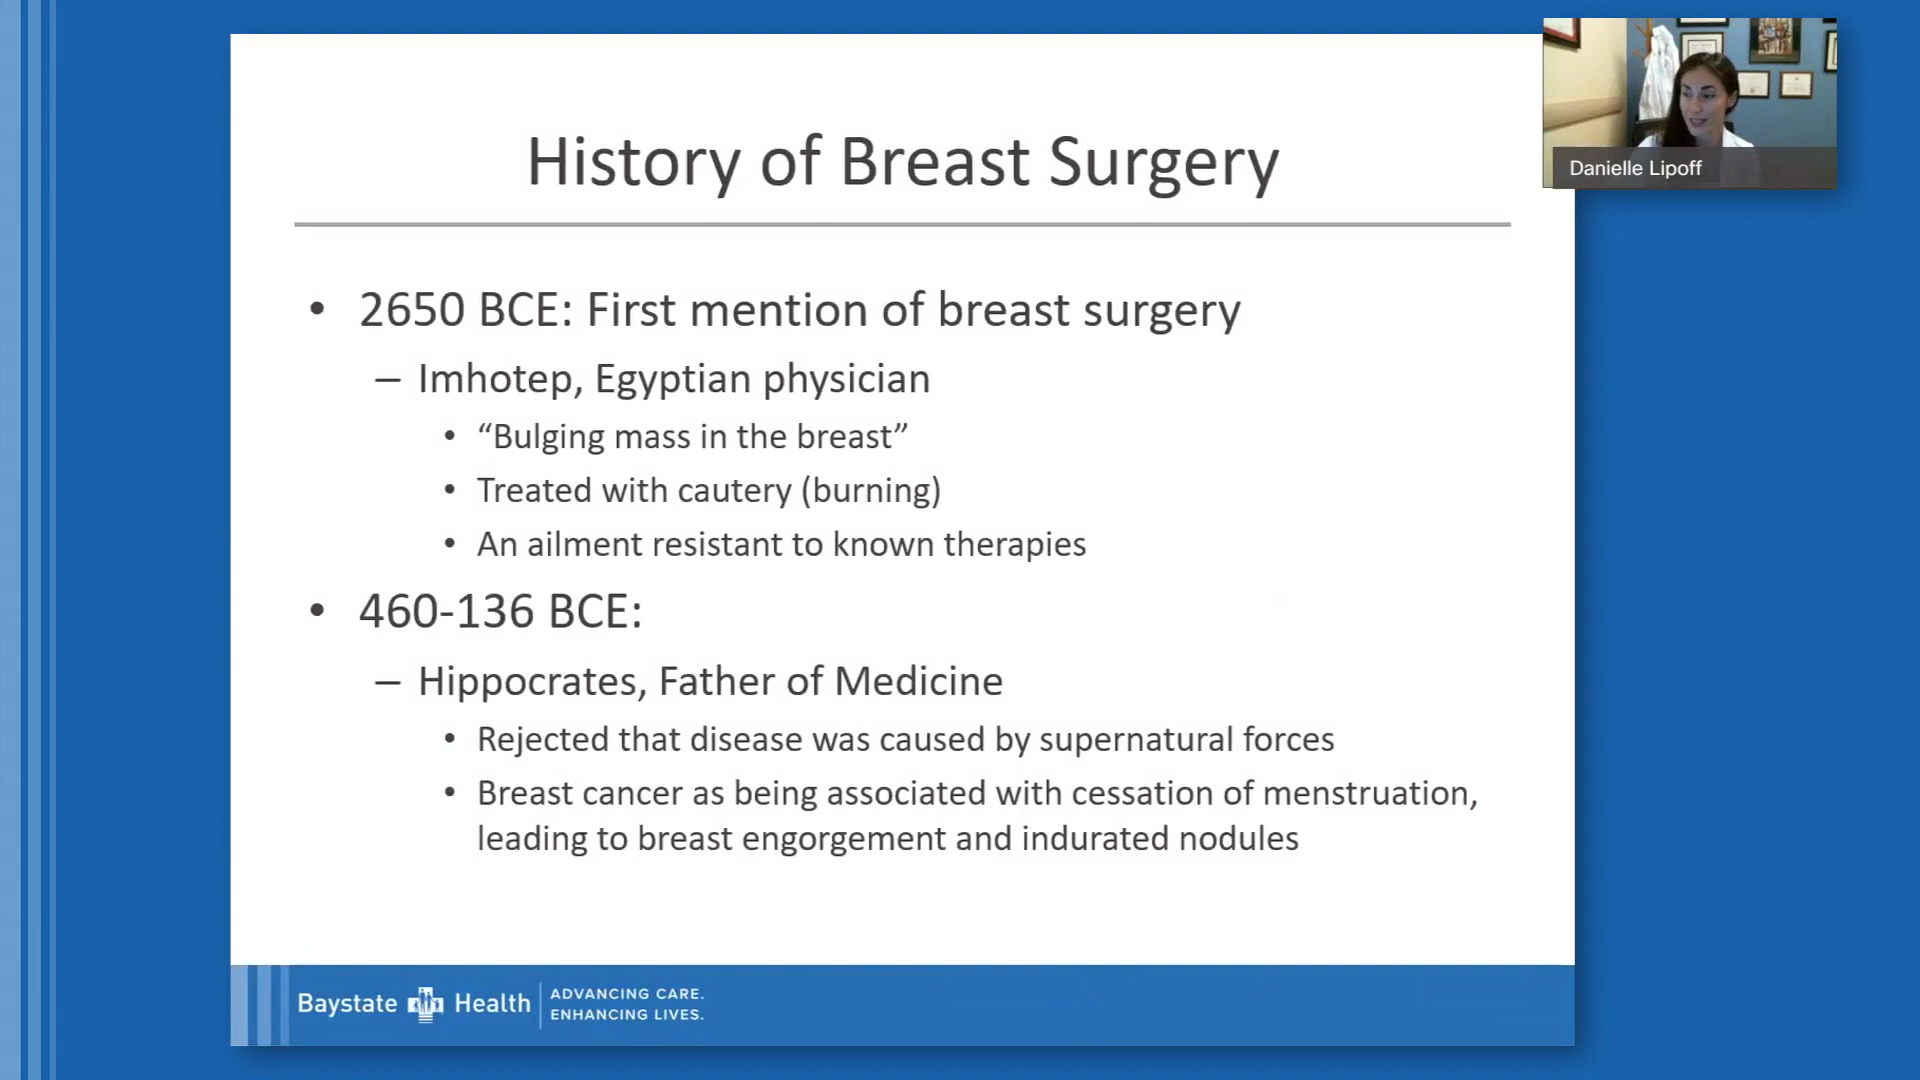 History of Breast Surgery
Danielle Lipoff
• 2650 BCE: First mention of breast surgery
– Imhotep, Egyptian physician
• “Bulging mass in the breast”
• Treated with cautery (burning)
• An ailment resistant to known therapies
• 460-136 BCE:
– Hippocrates, Father of Medicine
• Rejected that disease was caused by supernatural forces
• Breast cancer as being associated with cessation of menstruation,
leading to breast engorgement and indurated nodules
Baystate Health
ADVANCING CARE.
ENHANCING LIVES.